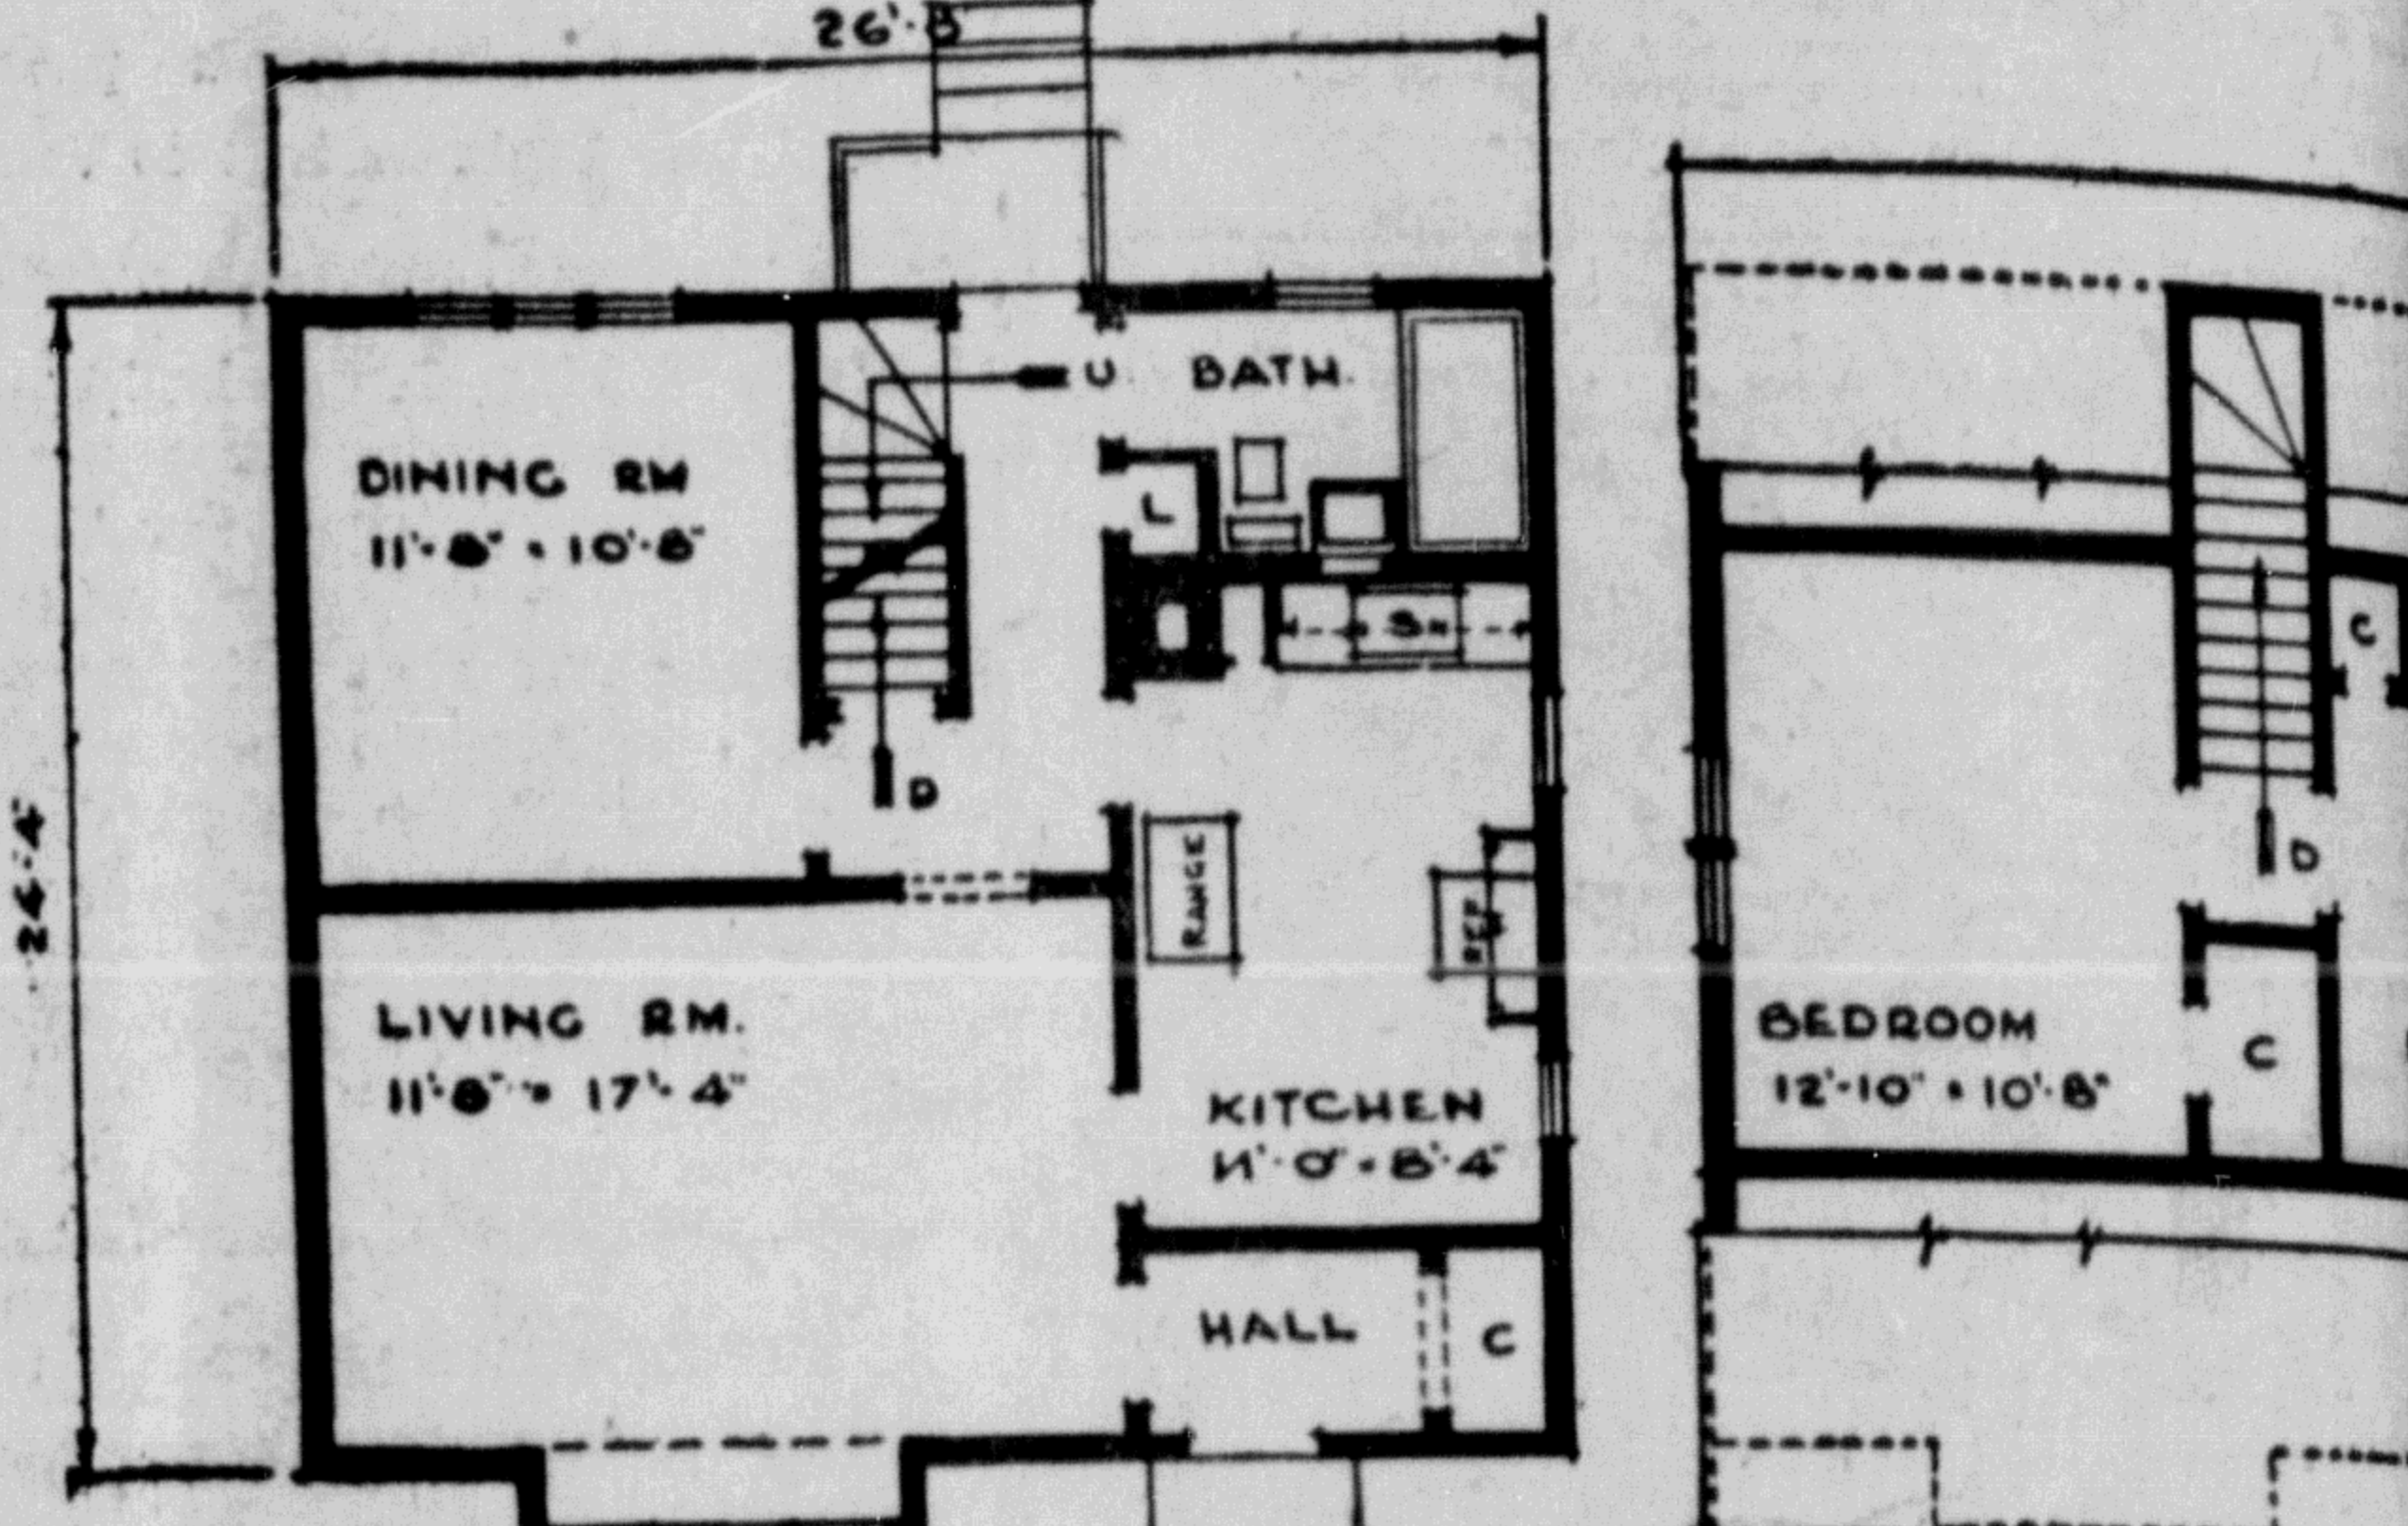 26'-8"
U. BATH.
DINING RM
11'-8" × 10'-8"
L
C
D
24'-4"
RANGE
REF
D
LIVING RM.
11'-8" × 17'-4"
BEDROOM
12'-10" × 10'-8"
C
KITCHEN
11'-0" × 8'-4"
HALL
C